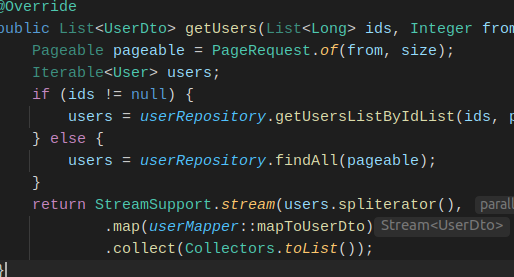 @Override
public List<UserDto> getUsers(List<Long> ids, Integer from
Pageable pageable = PageRequest.of(from, size);
Iterable<User> users;
if (ids != null) {
users = userRepository.getUsersListByIdList(ids, p
} else {
users = userRepository.findAll(pageable);
}
return StreamSupport.stream(users.spliterator(), parall
.map(userMapper::mapToUserDto) Stream<UserDto>
.collect(Collectors.toList());
}